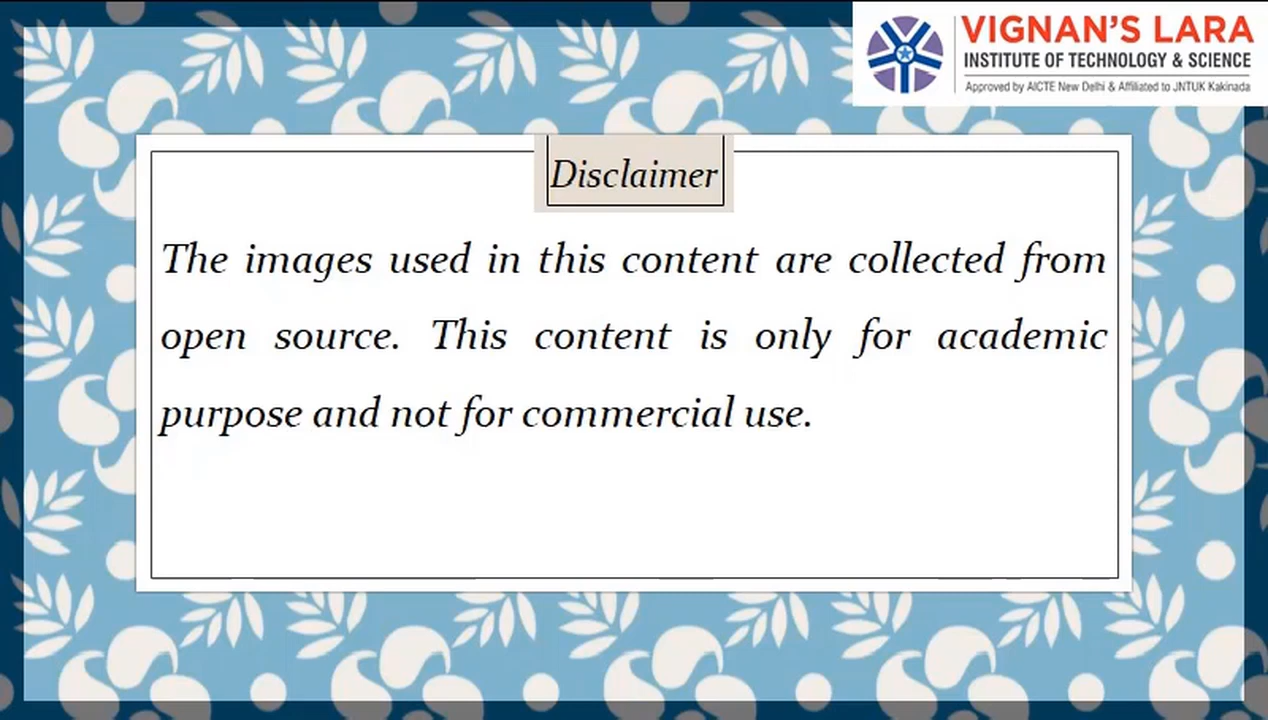 VIGNAN'S LARA
INSTITUTE OF TECHNOLOGY & SCIENCE
Approved by AICTE New Delhi & Affiliated to JNTUK Kakinada
Disclaimer
The images used in this content are collected from
open source. This content is only for academic
purpose and not for commercial use.